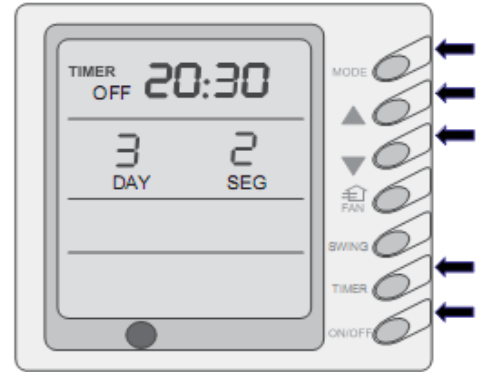 TIMER
OFF 20:30
3 2
DAY SEG
MODE
FAN
SWING
TIMER
ON/OFF